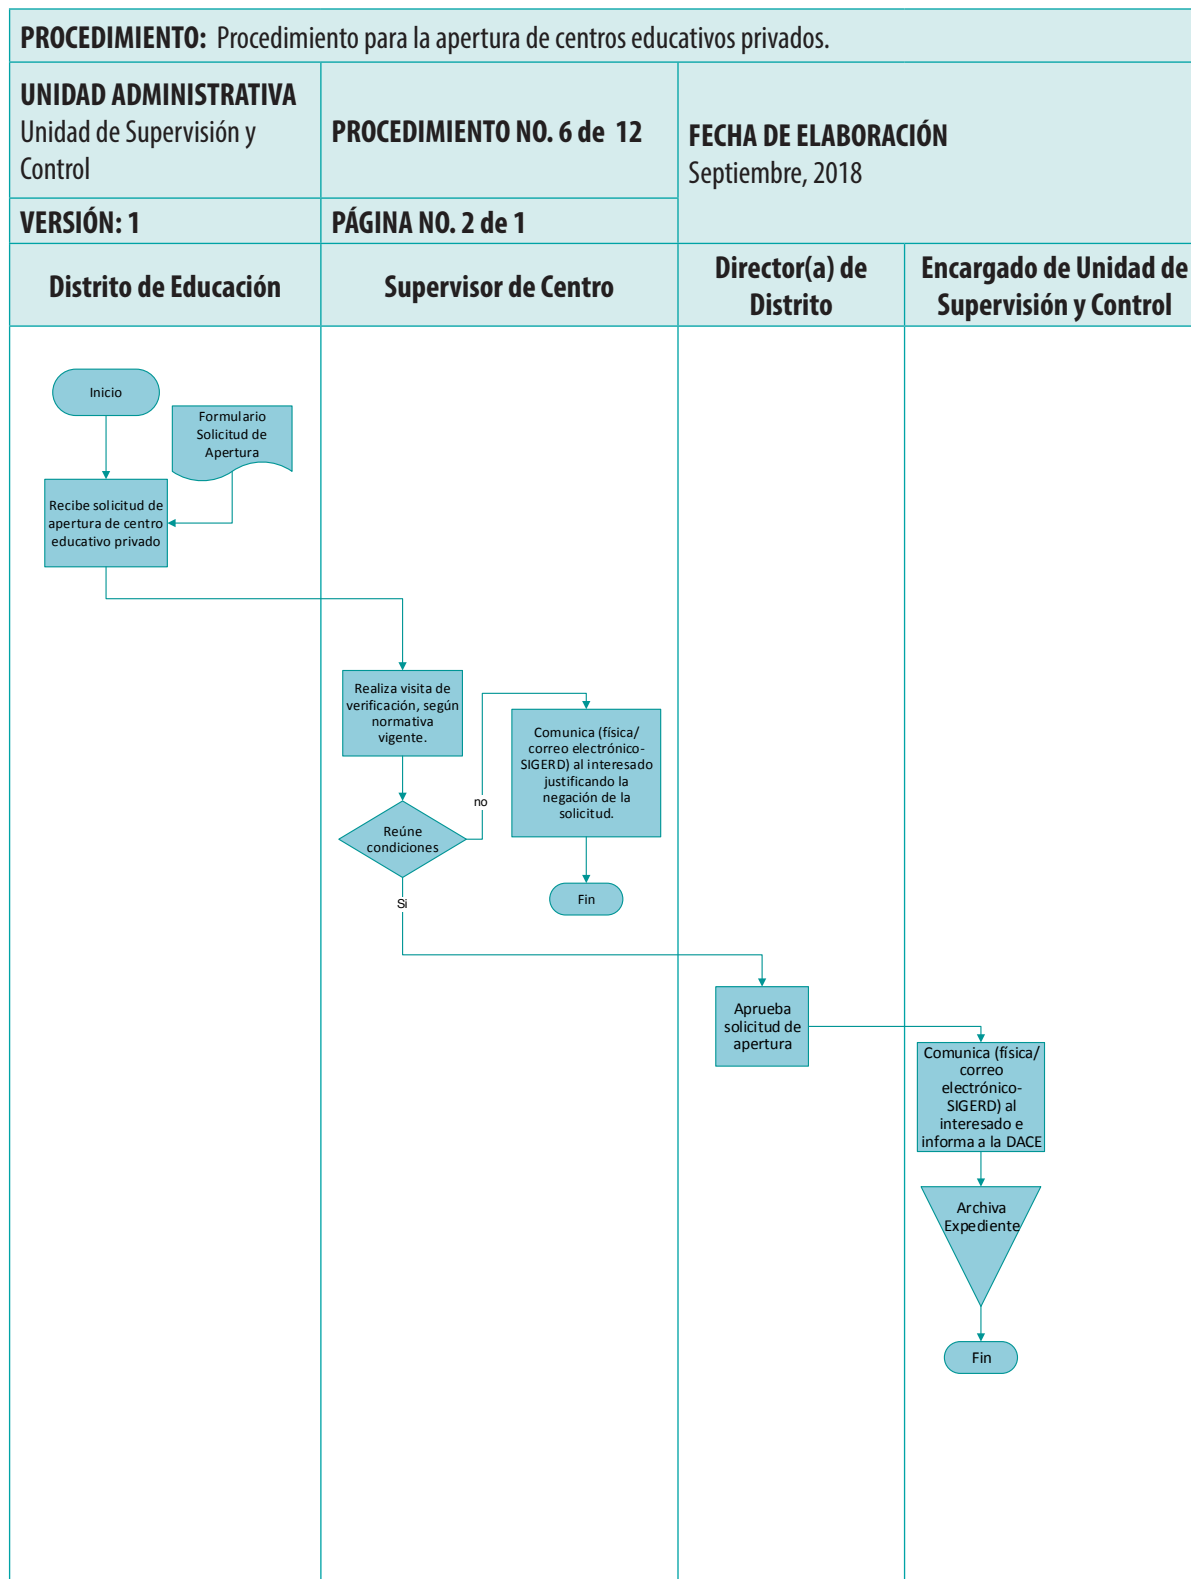 PROCEDIMIENTO: Procedimiento para la apertura de centros educativos privados.
UNIDAD ADMINISTRATIVA
Unidad de Supervisión y
Control
PROCEDIMIENTO NO. 6 de 12
FECHA DE ELABORACIÓN
Septiembre, 2018
VERSIÓN: 1
PÁGINA NO. 2 de 1
Distrito de Educación
Supervisor de Centro
Director(a) de
Distrito
Encargado de Unidad de
Supervisión y Control
Inicio
Formulario
Solicitud de
Apertura
Recibe solicitud de
apertura de centro
educativo privado
Realiza visita de
verificación, según
normativa
vigente.
Comunica (física/
correo electrónico-
SIGERD) al interesado
justificando la
negación de la
solicitud.
no
Reúne
condiciones
Si
Fin
Aprueba
solicitud de
apertura
Comunica (física/
correo
electrónico-
SIGERD) al
interesado e
informa a la DACE
Archiva
Expediente
Fin